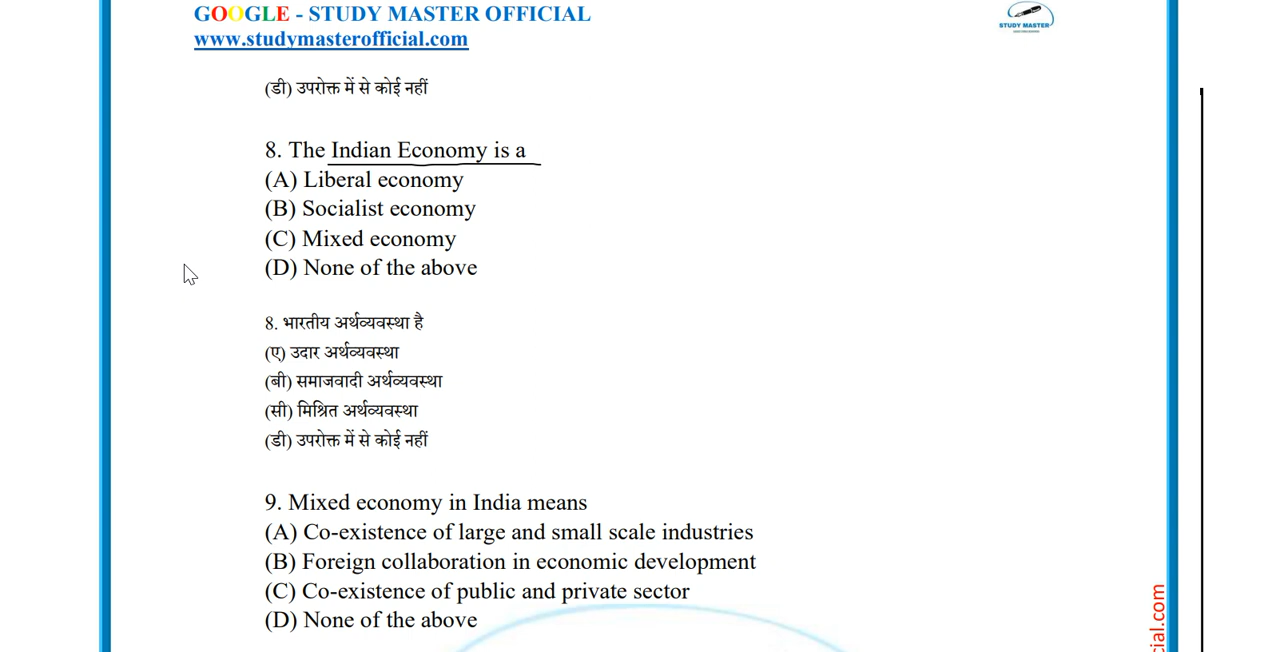 GOOGLE - STUDY MASTER OFFICIAL
www.studymasterofficial.com
STUDY MASTER
(डी) उपरोक्त में से कोई नहीं
8. The Indian Economy is a
(A) Liberal economy
(B) Socialist economy
(C) Mixed economy
(D) None of the above
8. भारतीय अर्थव्यवस्था है
(ए) उदार अर्थव्यवस्था
(बी) समाजवादी अर्थव्यवस्था
(सी) मिश्रित अर्थव्यवस्था
(डी) उपरोक्त में से कोई नहीं
9. Mixed economy in India means
(A) Co-existence of large and small scale industries
(B) Foreign collaboration in economic development
(C) Co-existence of public and private sector
(D) None of the above
cial.com